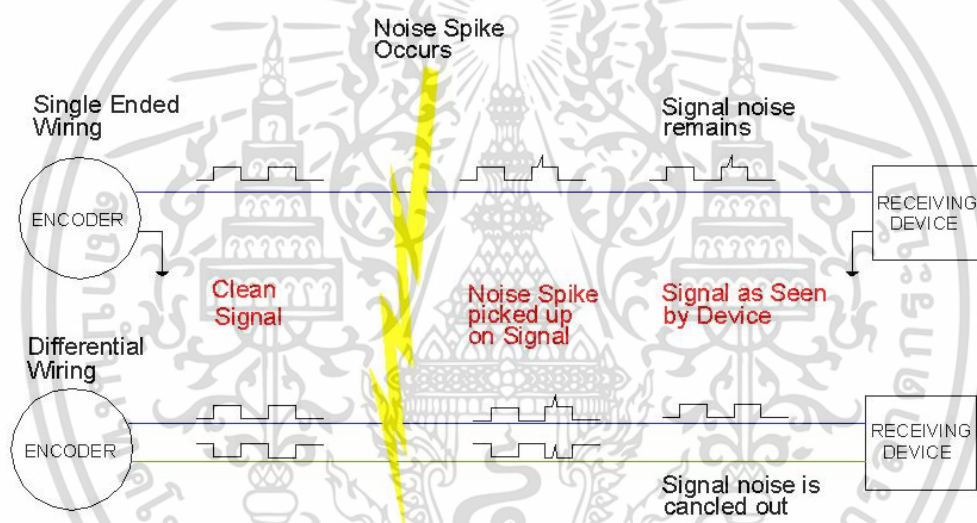 Noise Spike
Occurs
Single Ended
Wiring
Signal noise
remains
ENCODER
RECEIVING
DEVICE
Clean
Signal
Noise Spike
picked up
on Signal
Signal as Seen
by Device
Differential
Wiring
ENCODER
RECEIVING
DEVICE
Signal noise is
cancled out